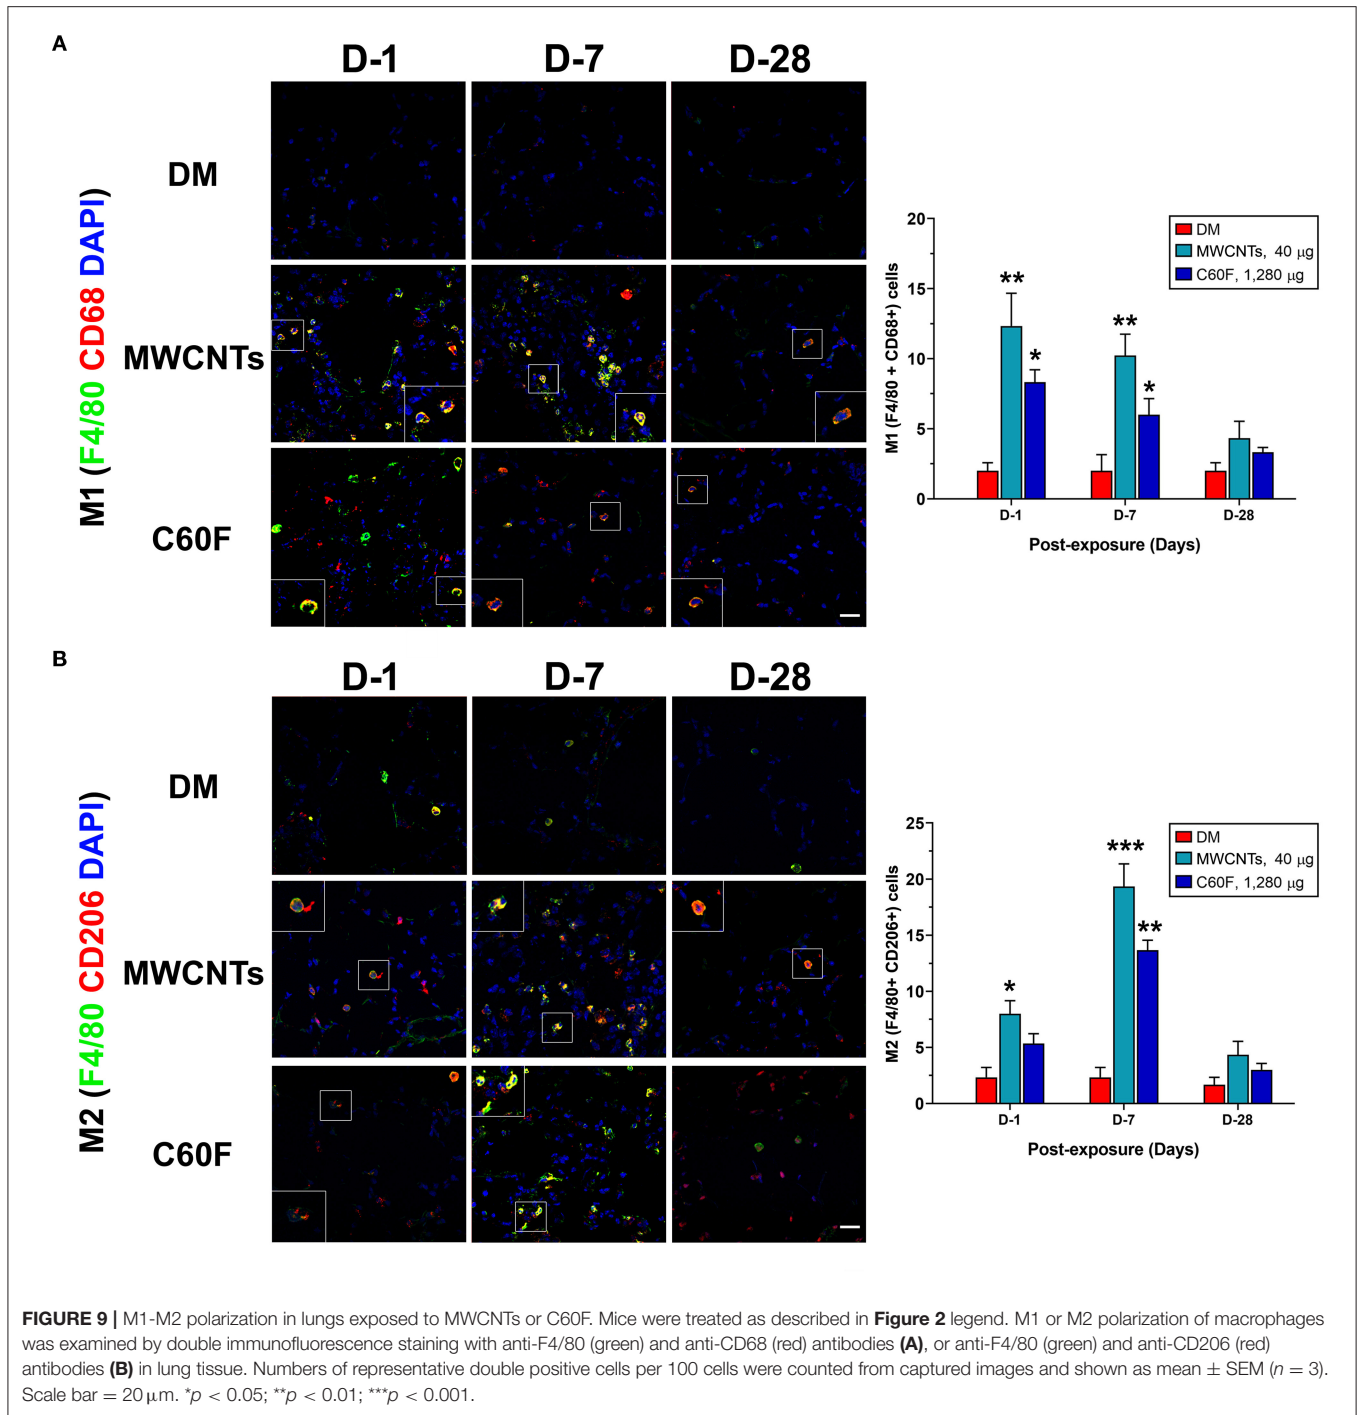 A
D-1 D-7 D-28
DM
MWCNTs
C60F
M1 (F4/80 CD68 DAPI)
M1 (F4/80 + CD68+) cells
20
15
10
5
0
DM
MWCNTs, 40 µg
C60F, 1,280 µg
**
*
**
*
D-1 D-7 D-28
Post-exposure (Days)
B
D-1 D-7 D-28
DM
MWCNTs
C60F
M2 (F4/80 CD206 DAPI)
M2 (F4/80+ CD206+) cells
25
20
15
10
5
0
DM
MWCNTs, 40 µg
C60F, 1,280 µg
*
***
**
D-1 D-7 D-28
Post-exposure (Days)
FIGURE 9 | M1-M2 polarization in lungs exposed to MWCNTs or C60F. Mice were treated as described in Figure 2 legend. M1 or M2 polarization of macrophages
was examined by double immunofluorescence staining with anti-F4/80 (green) and anti-CD68 (red) antibodies (A), or anti-F4/80 (green) and anti-CD206 (red)
antibodies (B) in lung tissue. Numbers of representative double positive cells per 100 cells were counted from captured images and shown as mean ± SEM (n = 3).
Scale bar = 20 µm. *p < 0.05; **p < 0.01; ***p < 0.001.